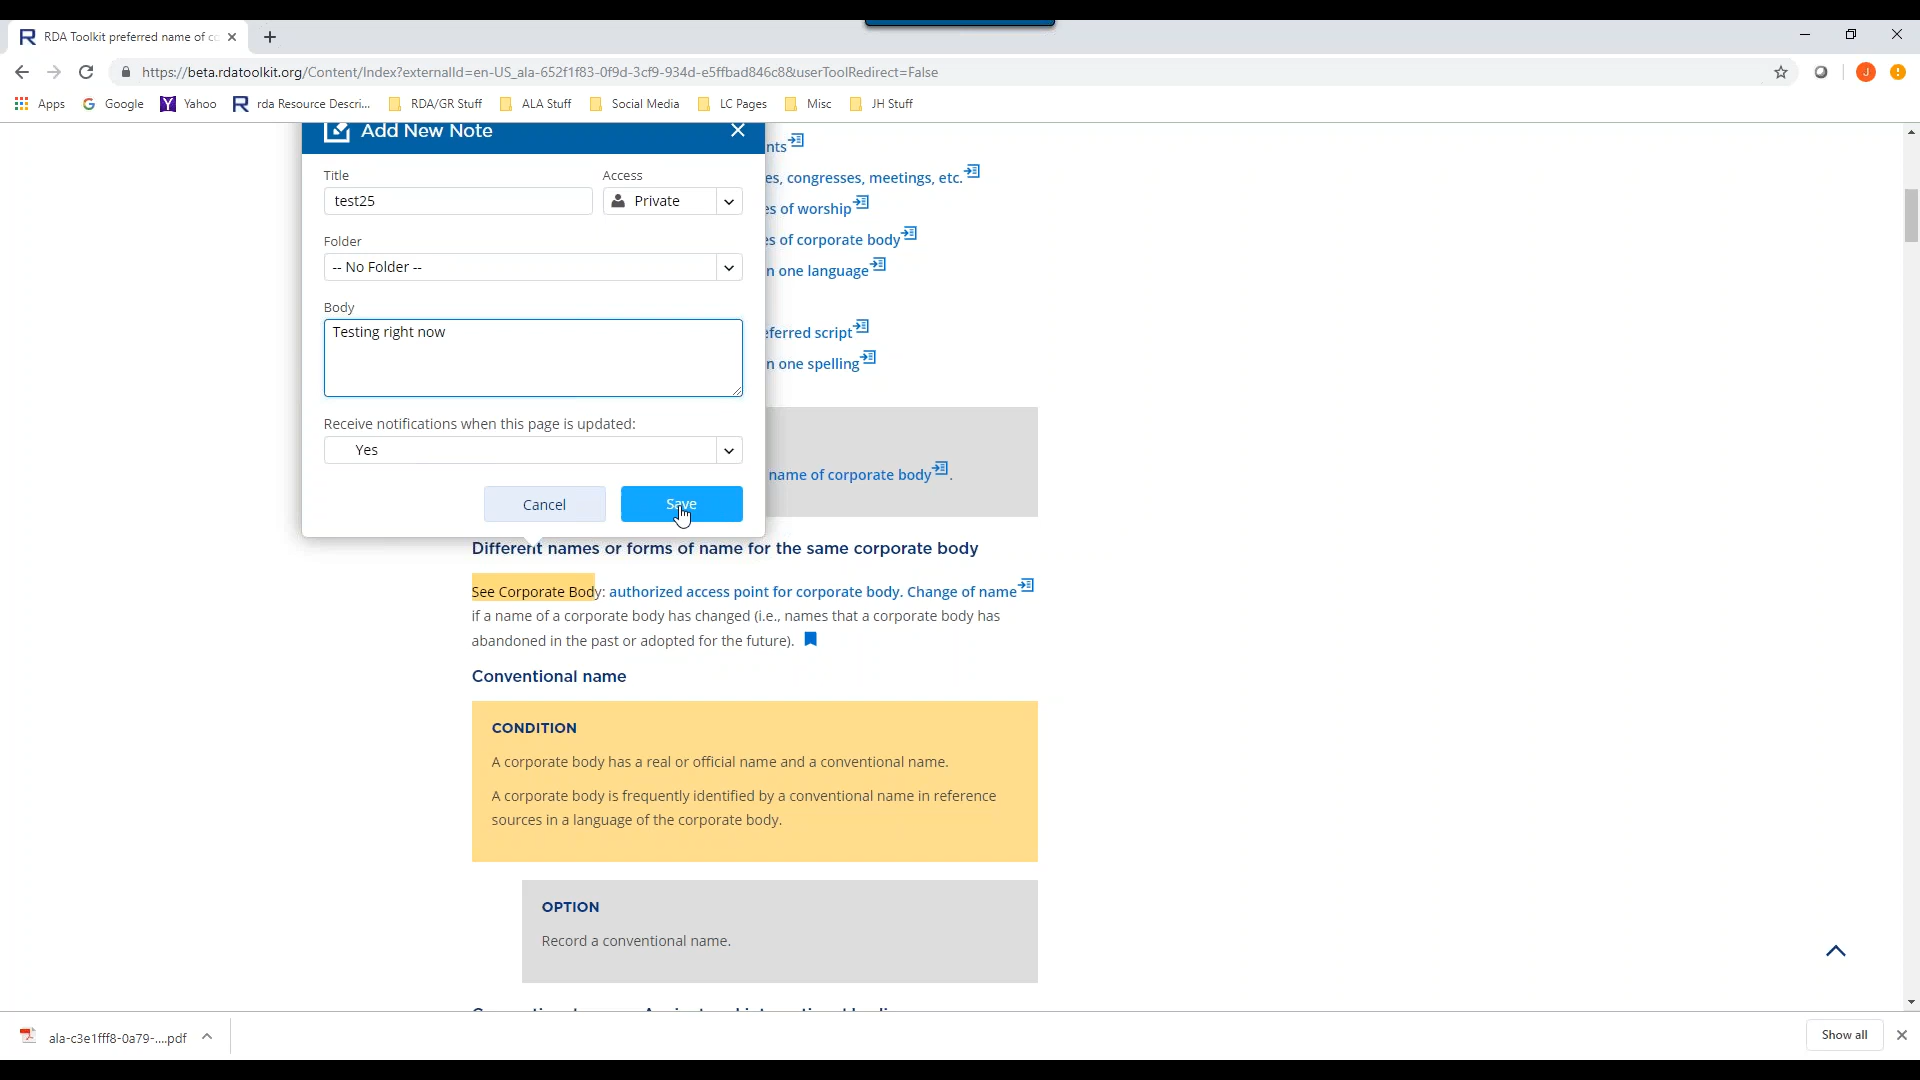 RDA Toolkit preferred name of co
https://beta.rdatoolkit.org/Content/Index?externalId=en-US_ala-652f1f83-0f9d-3cf9-934d-e5ffbad846c8&userToolRedirect=False
J
Apps Google Yahoo rda Resource Descri... RDA/GR Stuff ALA Stuff Social Media LC Pages Misc JH Stuff
Add New Note
nts
Title Access
es, congresses, meetings, etc.
test25 Private
es of worship
Folder
es of corporate body
-- No Folder --
n one language
Body
Testing right now
eferred script
n one spelling
Receive notifications when this page is updated:
Yes
name of corporate body.
Cancel Save
Different names or forms of name for the same corporate body
See Corporate Body: authorized access point for corporate body. Change of name
if a name of a corporate body has changed (i.e., names that a corporate body has
abandoned in the past or adopted for the future).
Conventional name
CONDITION
A corporate body has a real or official name and a conventional name.
A corporate body is frequently identified by a conventional name in reference
sources in a language of the corporate body.
OPTION
Record a conventional name.
ala-c3e1fff8-0a79-....pdf
Show all